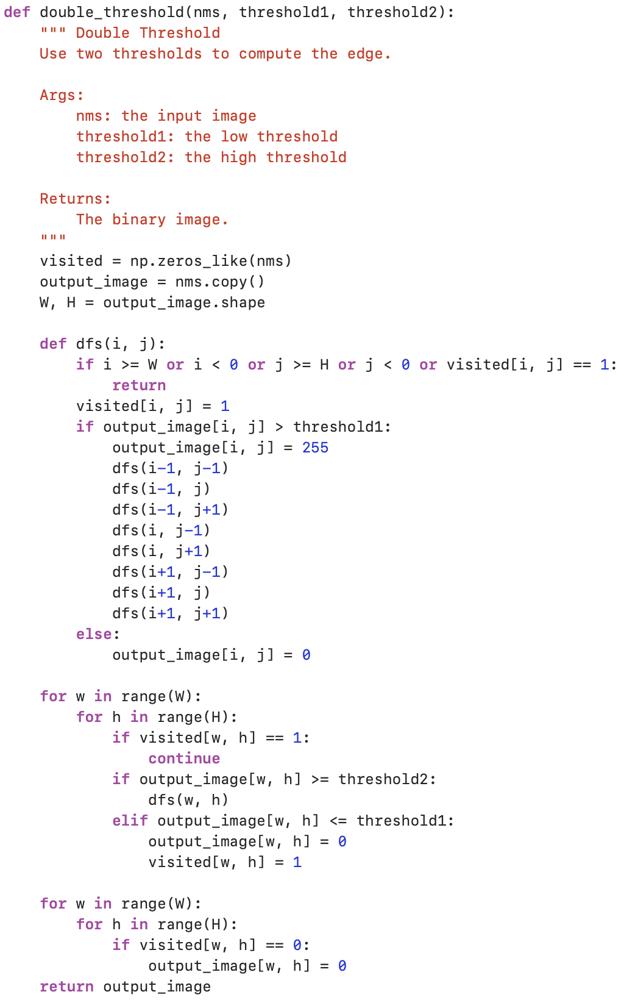 def double_threshold(nms, threshold1, threshold2):
    """ Double Threshold
    Use two thresholds to compute the edge.

    Args:
        nms: the input image
        threshold1: the low threshold
        threshold2: the high threshold

    Returns:
        The binary image.
    """
    visited = np.zeros_like(nms)
    output_image = nms.copy()
    W, H = output_image.shape

    def dfs(i, j):
        if i >= W or i < 0 or j >= H or j < 0 or visited[i, j] == 1:
            return
        visited[i, j] = 1
        if output_image[i, j] > threshold1:
            output_image[i, j] = 255
            dfs(i-1, j-1)
            dfs(i-1, j)
            dfs(i-1, j+1)
            dfs(i, j-1)
            dfs(i, j+1)
            dfs(i+1, j-1)
            dfs(i+1, j)
            dfs(i+1, j+1)
        else:
            output_image[i, j] = 0

    for w in range(W):
        for h in range(H):
            if visited[w, h] == 1:
                continue
            if output_image[w, h] >= threshold2:
                dfs(w, h)
            elif output_image[w, h] <= threshold1:
                output_image[w, h] = 0
                visited[w, h] = 1

    for w in range(W):
        for h in range(H):
            if visited[w, h] == 0:
                output_image[w, h] = 0
    return output_image